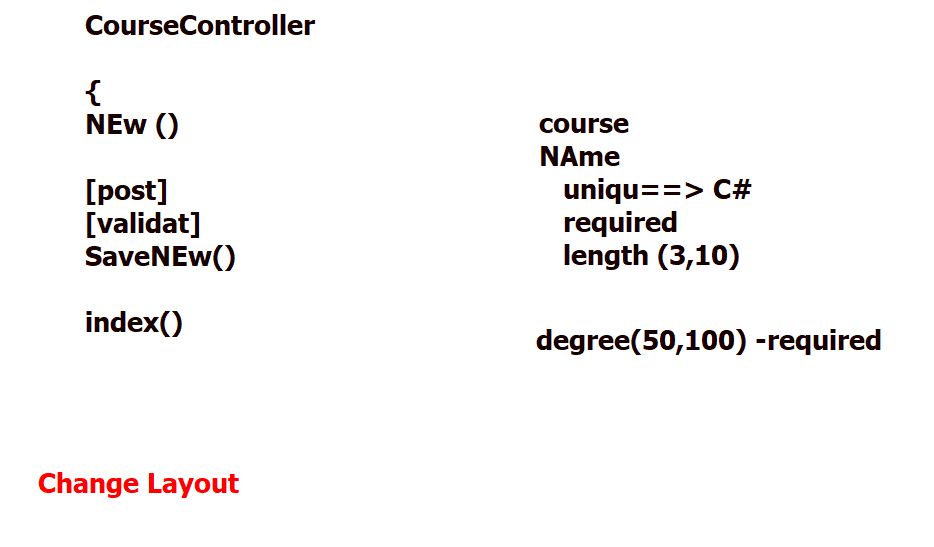 CourseController
{
NEw ()
[post]
[validat]
SaveNEw()
index()
course
NAme
uniqu==> C#
required
length (3,10)
degree(50,100) -required
Change Layout